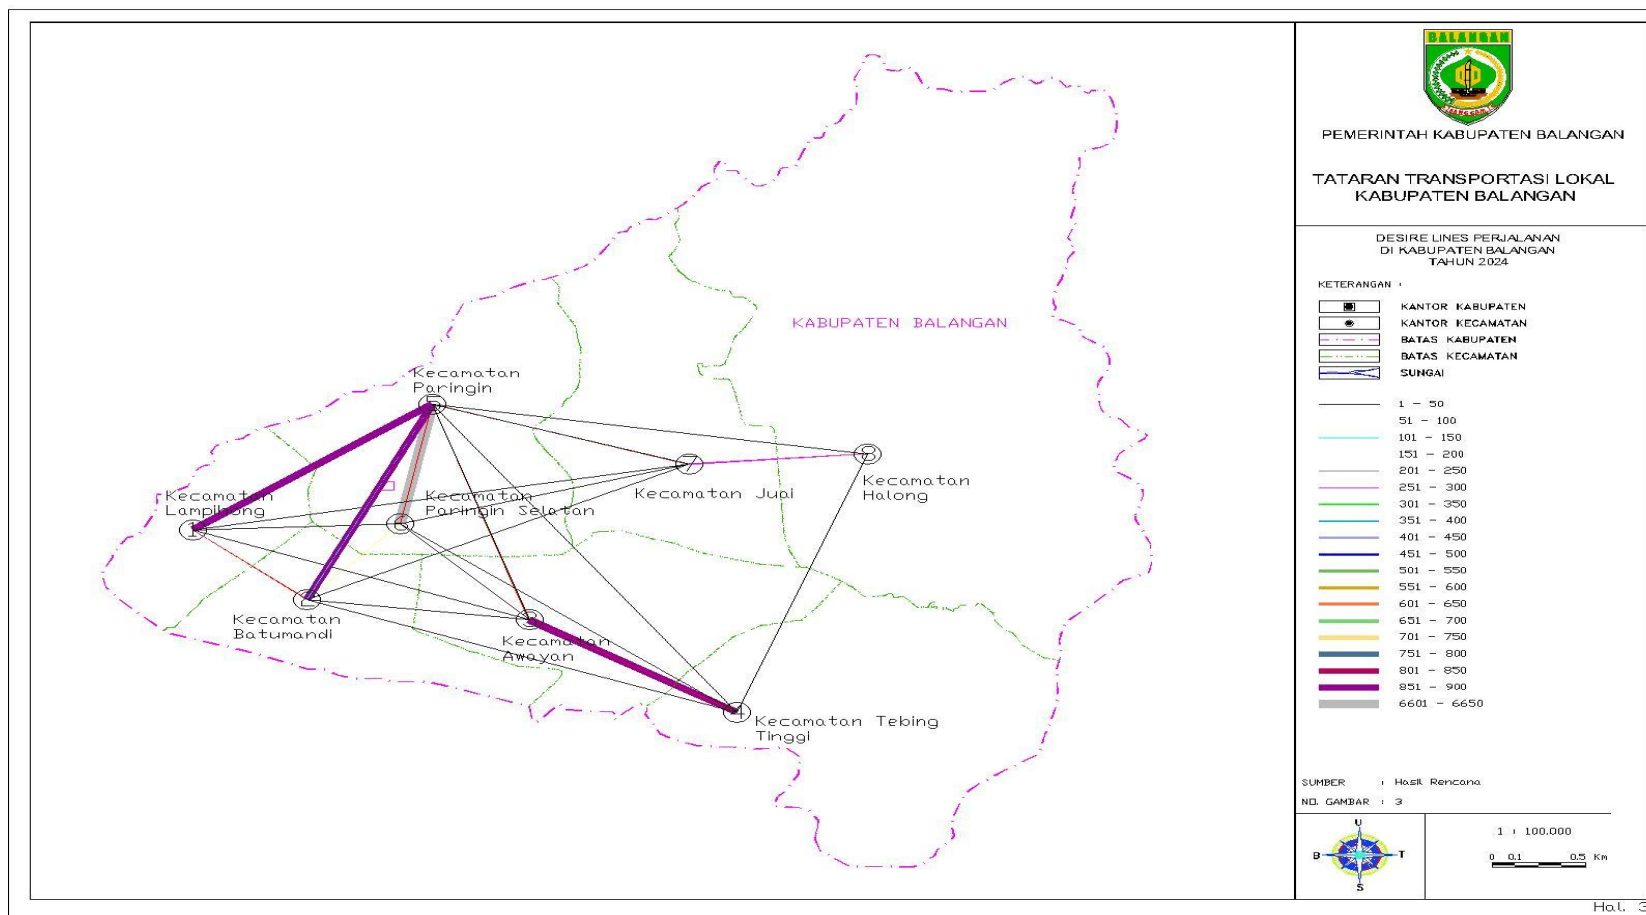 BALANGAN
PEMERINTAH KABUPATEN BALANGAN
TATARAN TRANSPORTASI LOKAL
KABUPATEN BALANGAN
DESIRE LINES PERJALANAN
DI KABUPATEN BALANGAN
TAHUN 2024
KETERANGAN :
KANTOR KABUPATEN
KANTOR KECAMATAN
BATAS KABUPATEN
BATAS KECAMATAN
SUNGAI
1 - 50
51 - 100
101 - 150
151 - 200
201 - 250
251 - 300
301 - 350
351 - 400
401 - 450
451 - 500
501 - 550
551 - 600
601 - 650
651 - 700
701 - 750
751 - 800
801 - 850
851 - 900
6601 - 6650
SUMBER : Hasil Rencana
NO. GAMBAR : 3
U
B
T
S
1 : 100.000
0 0.1 0.5 Km
Hal. 3
KABUPATEN BALANGAN
Kecamatan
Paringin
5
7
8
Kecamatan Juai
Kecamatan
Halong
Kecamatan
Lampihong
1
Kecamatan
Paringin Selatan
6
2
Kecamatan
Batumandi
3
Kecamatan
Awayan
4
Kecamatan Tebing
Tinggi